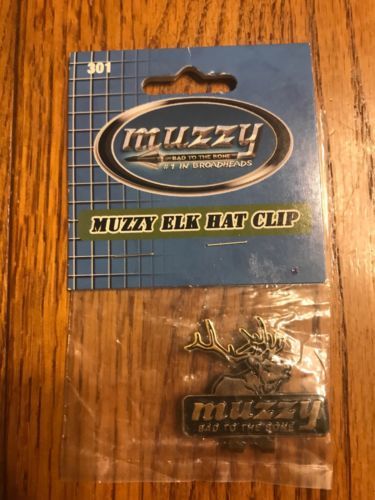 301
muzzy
BAD TO THE BONE
#1 IN BROADHEADS
MUZZY ELK HAT CLIP
muzzy
BAD TO THE BONE